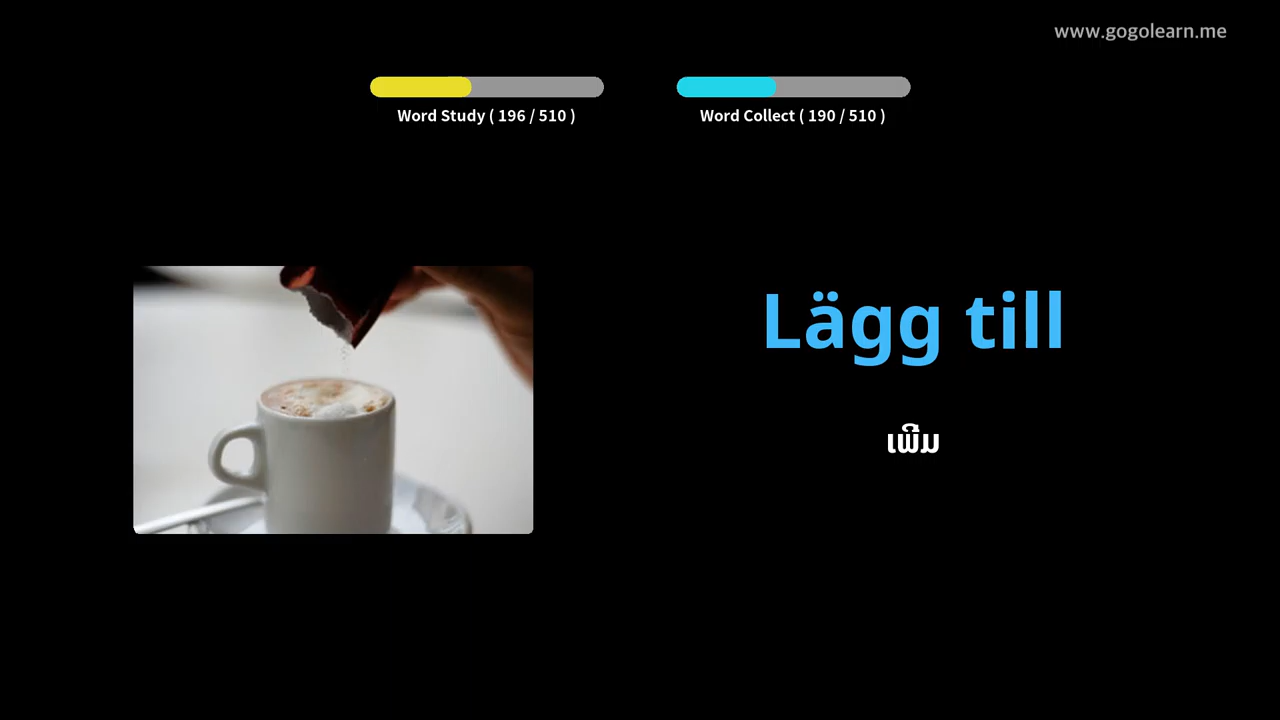 www.gogolearn.me
Word Study ( 196 / 510 )
Word Collect ( 190 / 510 )
Lägg till
ເພີ່ມ